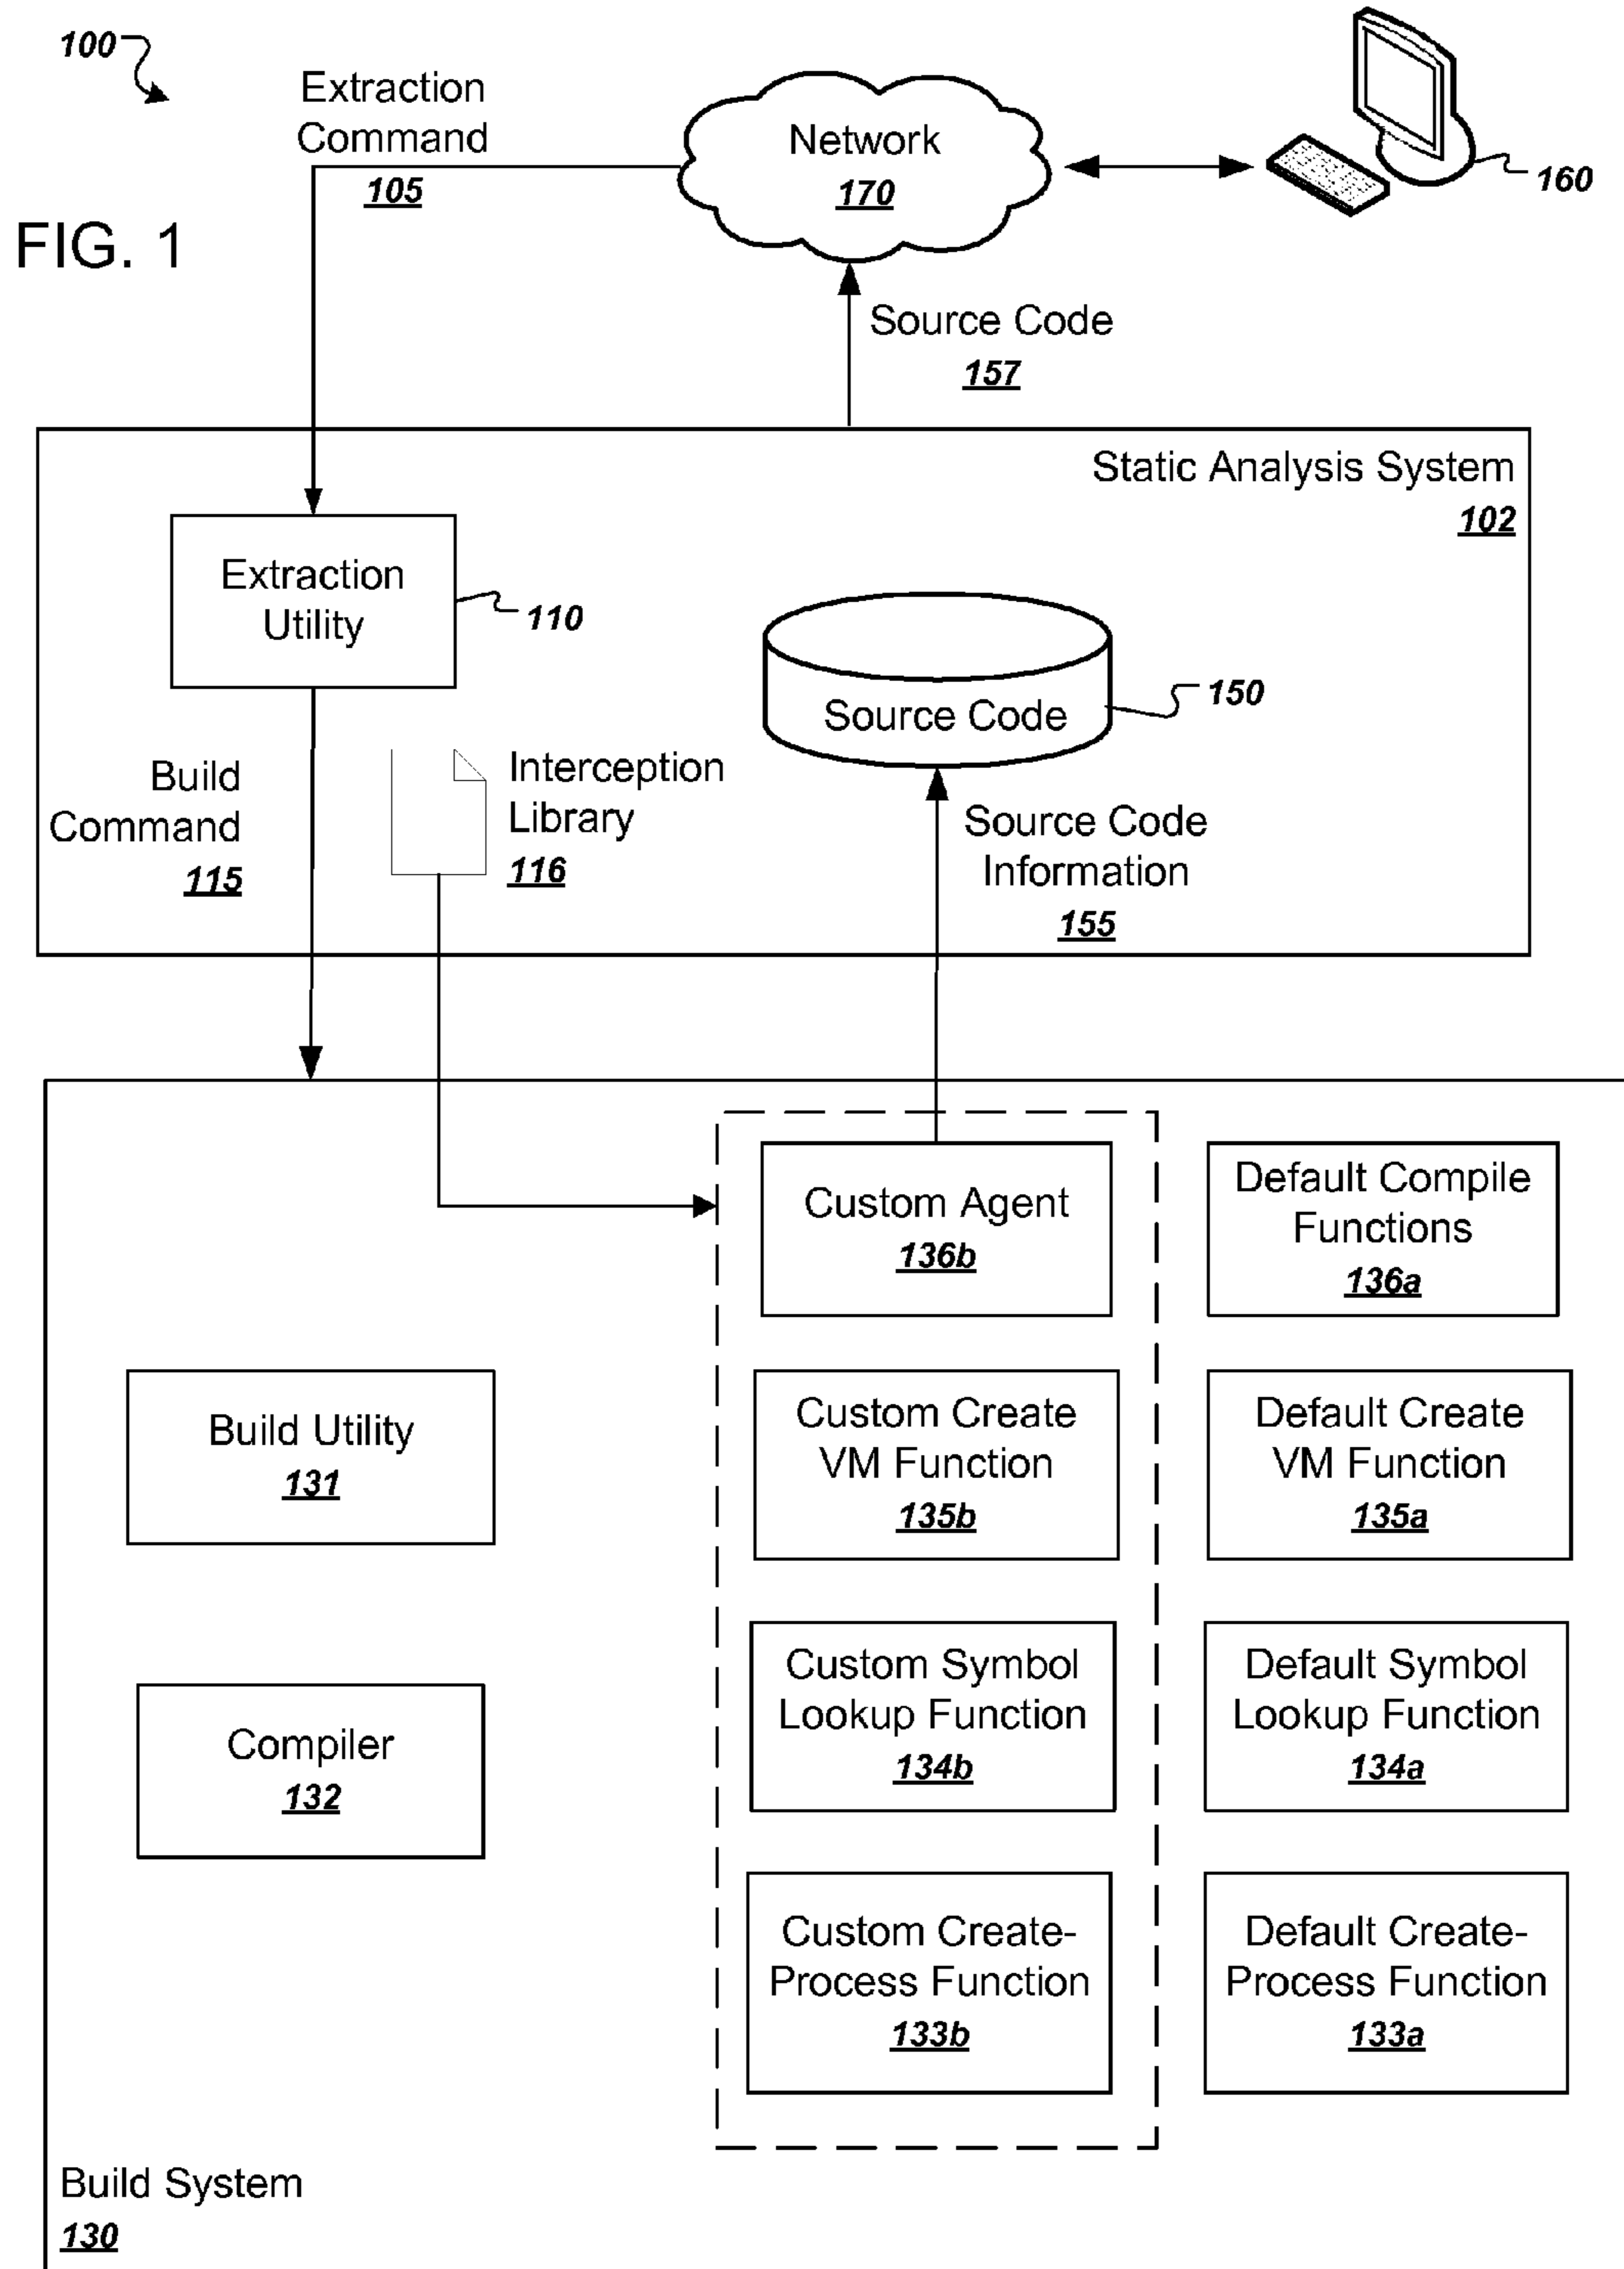 100
Extraction
Command
105
FIG. 1
Network
170
160
Source Code
157
Static Analysis System
102
Extraction
Utility
110
Source Code
150
Build
Command
115
Interception
Library
116
Source Code
Information
155
Custom Agent
136b
Default Compile
Functions
136a
Build Utility
131
Custom Create
VM Function
135b
Default Create
VM Function
135a
Compiler
132
Custom Symbol
Lookup Function
134b
Default Symbol
Lookup Function
134a
Custom Create-
Process Function
133b
Default Create-
Process Function
133a
Build System
130